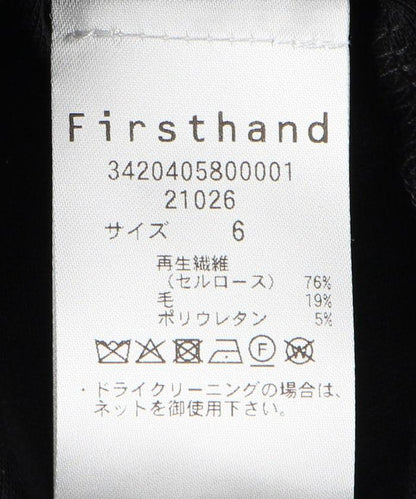 Firsthand
3420405800001
21026
サイズ 6
再生繊維
（セルロース） 76%
毛 19%
ポリウレタン 5%
F W
・ドライクリーニングの場合は、
ネットを御使用下さい。